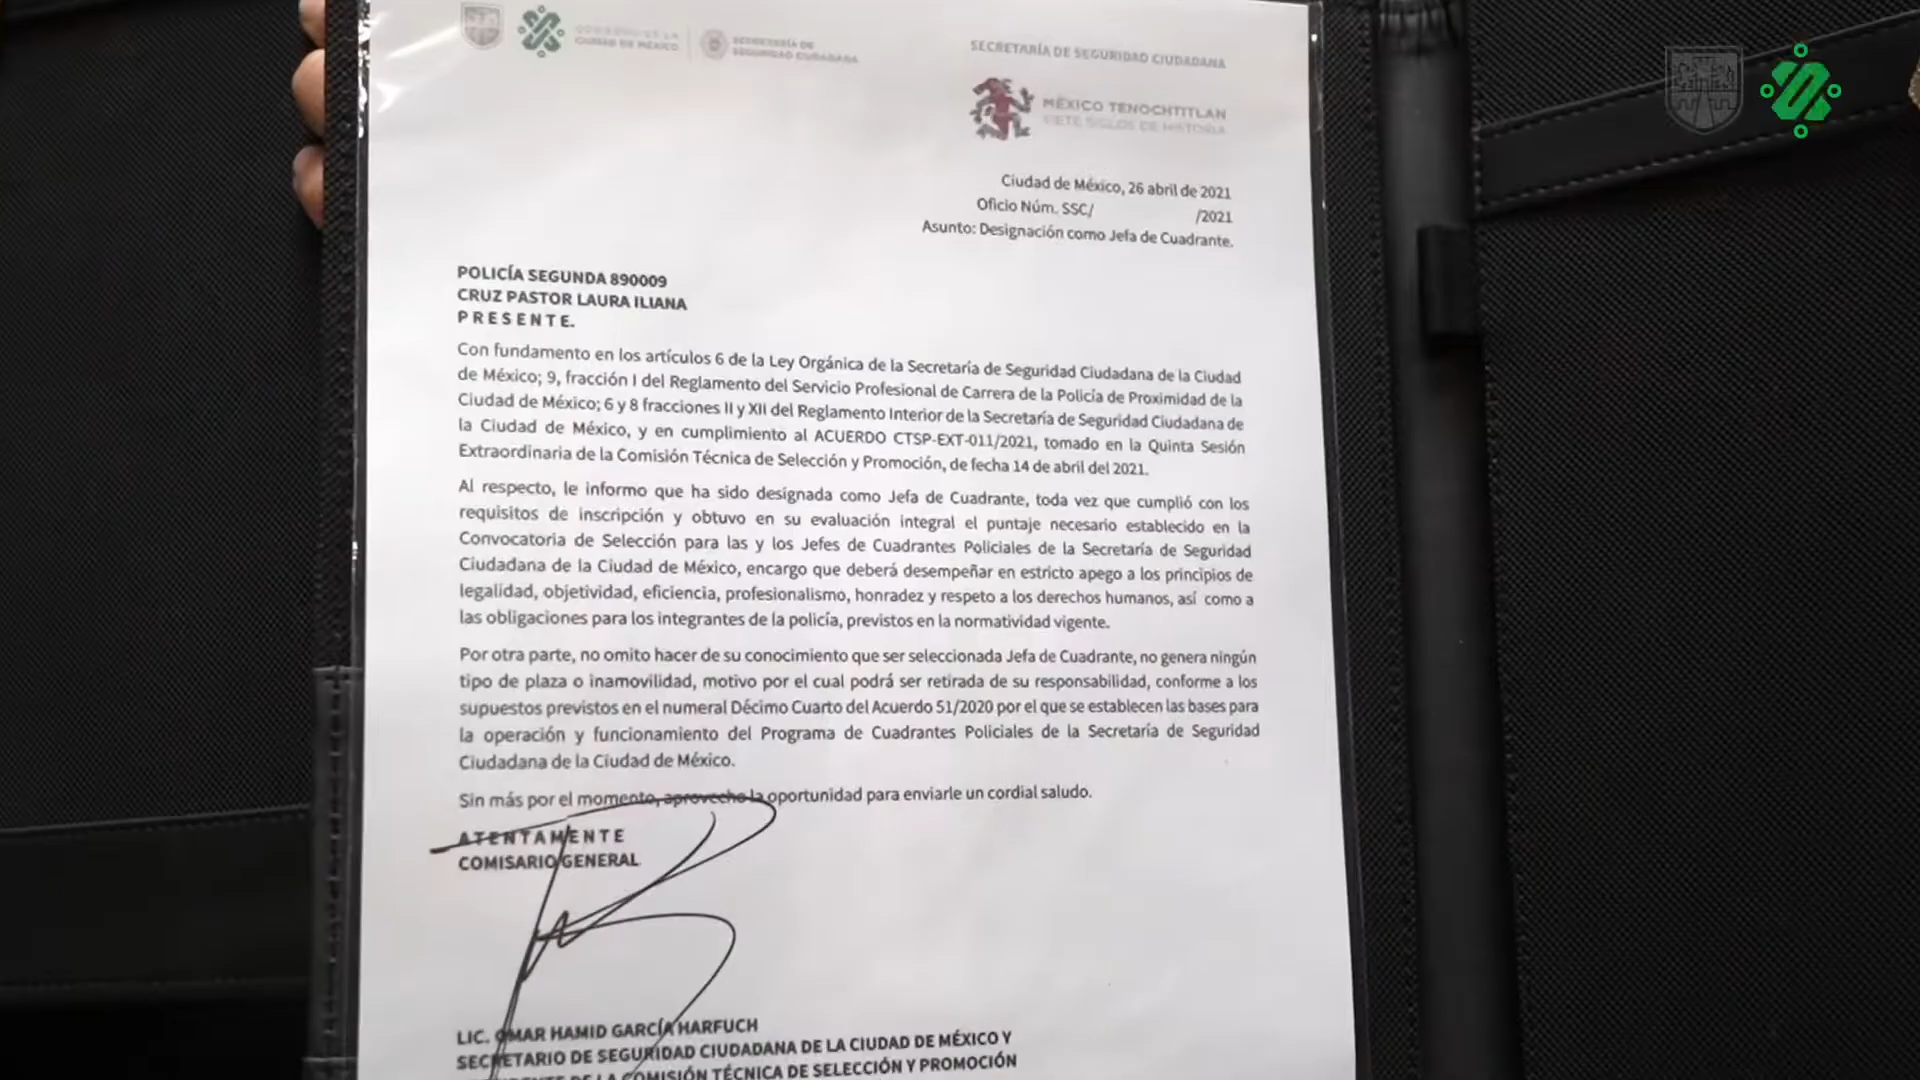 GOBIERNO DE LA
CIUDAD DE MÉXICO
SECRETARÍA DE
SEGURIDAD CIUDADANA
SECRETARÍA DE SEGURIDAD CIUDADANA
MÉXICO TENOCHTITLAN
SIETE SIGLOS DE HISTORIA
Ciudad de México, 26 abril de 2021
Oficio Núm. SSC/ /2021
Asunto: Designación como Jefa de Cuadrante.
POLICÍA SEGUNDA 890009
CRUZ PASTOR LAURA ILIANA
P R E S E N T E.
Con fundamento en los artículos 6 de la Ley Orgánica de la Secretaría de Seguridad Ciudadana de la Ciudad
de México; 9, fracción I del Reglamento del Servicio Profesional de Carrera de la Policía de Proximidad de la
Ciudad de México; 6 y 8 fracciones II y XII del Reglamento Interior de la Secretaría de Seguridad Ciudadana de
la Ciudad de México, y en cumplimiento al ACUERDO CTSP-EXT-011/2021, tomado en la Quinta Sesión
Extraordinaria de la Comisión Técnica de Selección y Promoción, de fecha 14 de abril del 2021.
Al respecto, le informo que ha sido designada como Jefa de Cuadrante, toda vez que cumplió con los
requisitos de inscripción y obtuvo en su evaluación integral el puntaje necesario establecido en la
Convocatoria de Selección para las y los Jefes de Cuadrantes Policiales de la Secretaría de Seguridad
Ciudadana de la Ciudad de México, encargo que deberá desempeñar en estricto apego a los principios de
legalidad, objetividad, eficiencia, profesionalismo, honradez y respeto a los derechos humanos, así como a
las obligaciones para los integrantes de la policía, previstos en la normatividad vigente.
Por otra parte, no omito hacer de su conocimiento que ser seleccionada Jefa de Cuadrante, no genera ningún
tipo de plaza o inamovilidad, motivo por el cual podrá ser retirada de su responsabilidad, conforme a los
supuestos previstos en el numeral Décimo Cuarto del Acuerdo 51/2020 por el que se establecen las bases para
la operación y funcionamiento del Programa de Cuadrantes Policiales de la Secretaría de Seguridad
Ciudadana de la Ciudad de México.
Sin más por el momento, aprovecho la oportunidad para enviarle un cordial saludo.
A T E N T A M E N T E
COMISARIO GENERAL
LIC. OMAR HAMID GARCÍA HARFUCH
SECRETARIO DE SEGURIDAD CIUDADANA DE LA CIUDAD DE MÉXICO Y
DE LA COMISIÓN TÉCNICA DE SELECCIÓN Y PROMOCIÓN